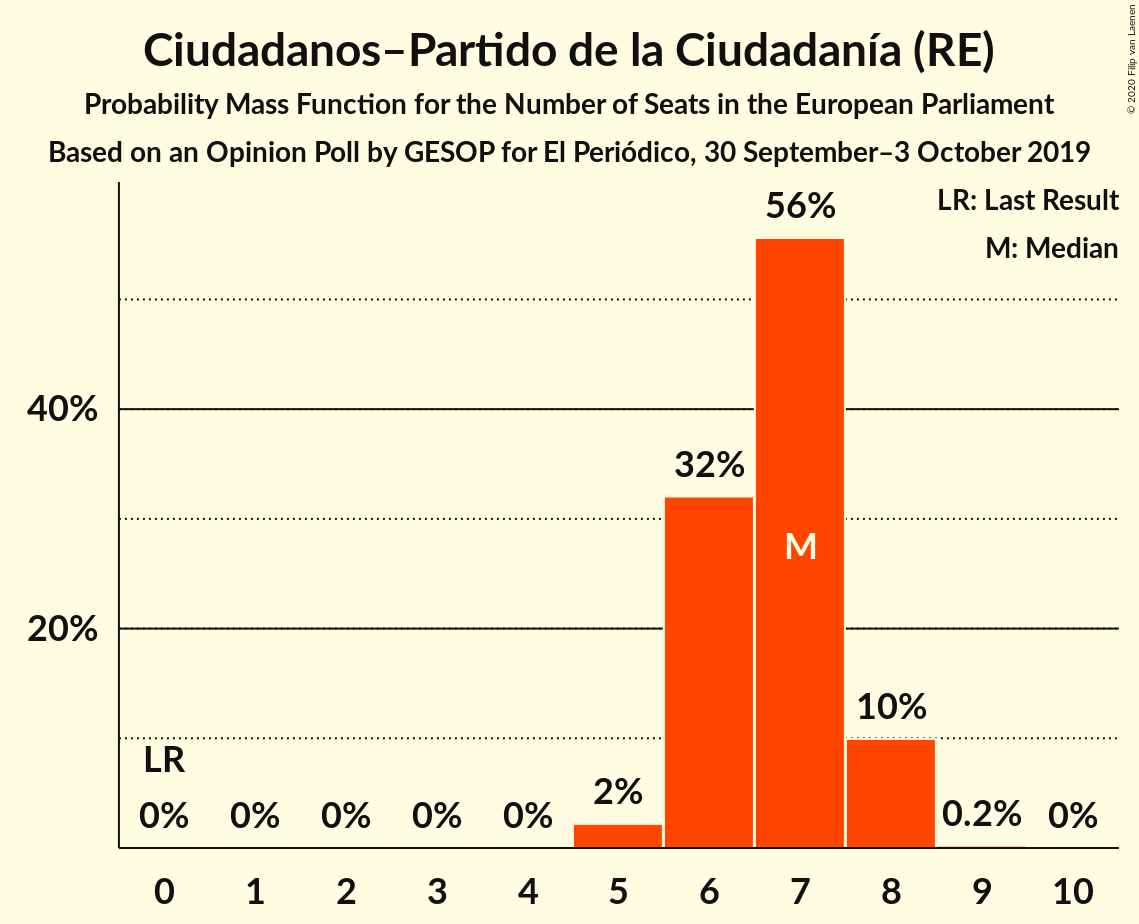 Ciudadanos–Partido de la Ciudadanía (RE)
Probability Mass Function for the Number of Seats in the European Parliament
Based on an Opinion Poll by GESOP for El Periódico, 30 September–3 October 2019
© 2020 Filip van Laenen
LR: Last Result
M: Median
56%
40%
32%
M
20%
10%
LR
2%
0% 0% 0% 0% 0% 0.2% 0%
0 1 2 3 4 5 6 7 8 9 10